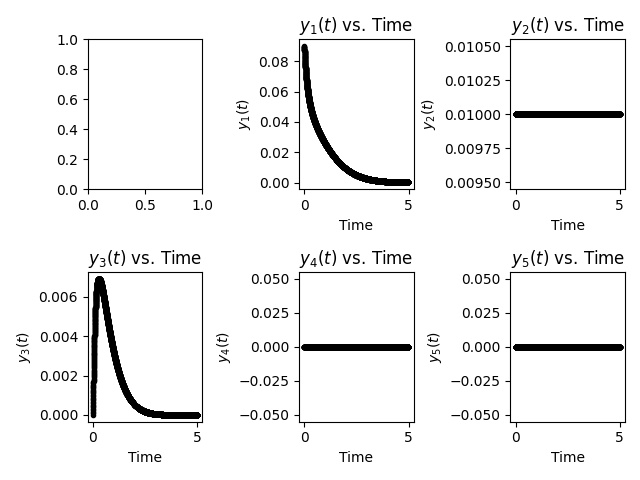 1.0
0.8
0.6
0.4
0.2
0.0
0.0 0.5 1.0
y₁(t) vs. Time
y₁(t)
0.08
0.06
0.04
0.02
0.00
0 5
Time
y₂(t) vs. Time
y₂(t)
0.01050
0.01025
0.01000
0.00975
0.00950
0 5
Time
y₃(t) vs. Time
y₃(t)
0.006
0.004
0.002
0.000
0 5
Time
y₄(t) vs. Time
y₄(t)
0.050
0.025
0.000
−0.025
−0.050
0 5
Time
y₅(t) vs. Time
y₅(t)
0.050
0.025
0.000
−0.025
−0.050
0 5
Time